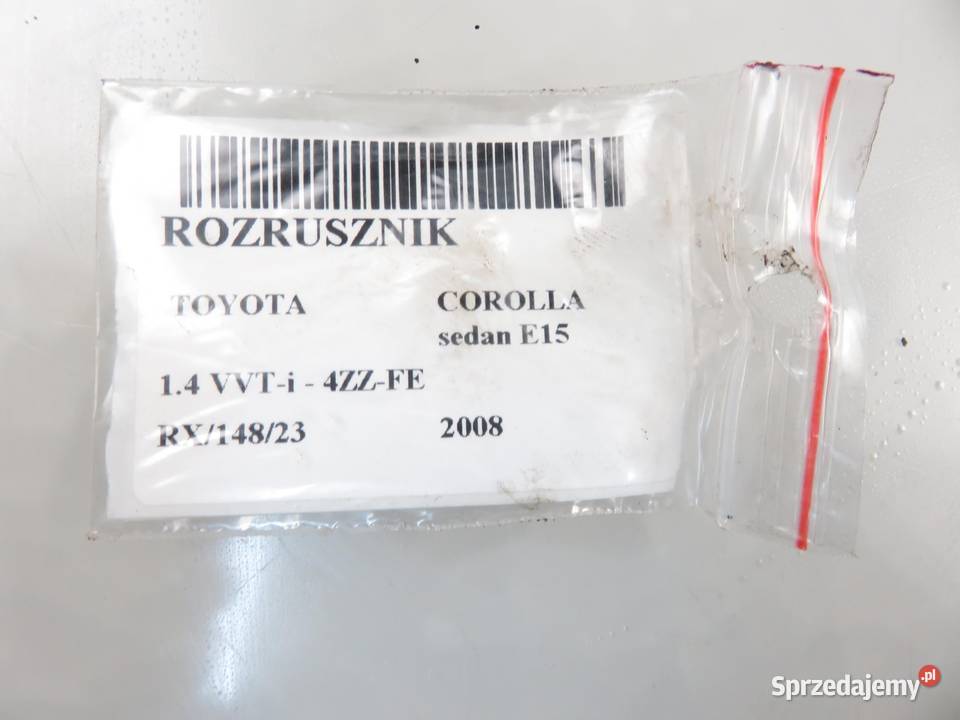 ROZRUSZNIK
TOYOTA COROLLA
sedan E15
1.4 VVT-i - 4ZZ-FE
RX/148/23 2008
Sprzedajemy.pl